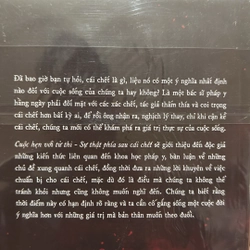 Đã bao giờ bạn tự hỏi, cái chết là gì, liệu nó có một ý nghĩa nhất định
nào đối với cuộc sống của chúng ta hay không? Là một bác sĩ pháp y
hằng ngày phải đối mặt với các xác chết, tác giả thấm thía và coi trọng
cái chết hơn bất kỳ ai, để rồi ông nhận ra, nghịch lý thay, chỉ khi cận kề
cái chết, chúng ta mới có thể khám phá ra giá trị thực sự của cuộc sống.
Cuộc hẹn với tử thi - Sự thật phía sau cái chết sẽ giới thiệu đến độc giả
những kiến thức liên quan đến khoa học pháp y, bàn luận về những
chủ đề xung quanh cái chết, đồng thời đưa ra những lời khuyên về việc
chuẩn bị cho cái chết, mặc dù đó là điều mà chúng ta không thể
tránh khỏi nhưng cũng không muốn nghĩ đến. Chúng ta biết rằng
thời điểm này có hạn định rõ ràng và ta cần cố gắng sống một cuộc đời
ý nghĩa hơn với những giá trị mà bản thân muốn theo đuổi.